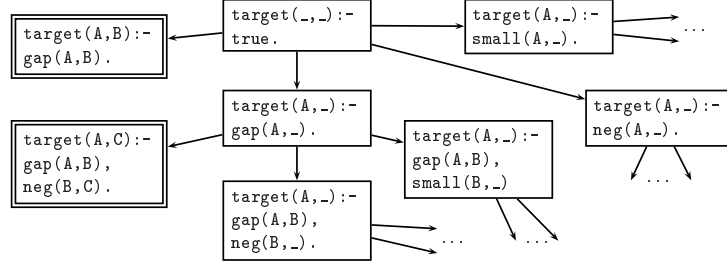 target(A,B):-
gap(A,B).
target(_,_):-
true.
target(A,_):-
small(A,_).
...
target(A,C):-
gap(A,B),
neg(B,C).
target(A,_):-
gap(A,_).
target(A,_):-
gap(A,B),
small(B,_)
...
target(A,_):-
neg(A,_).
...
target(A,_):-
gap(A,B),
neg(B,_).
...